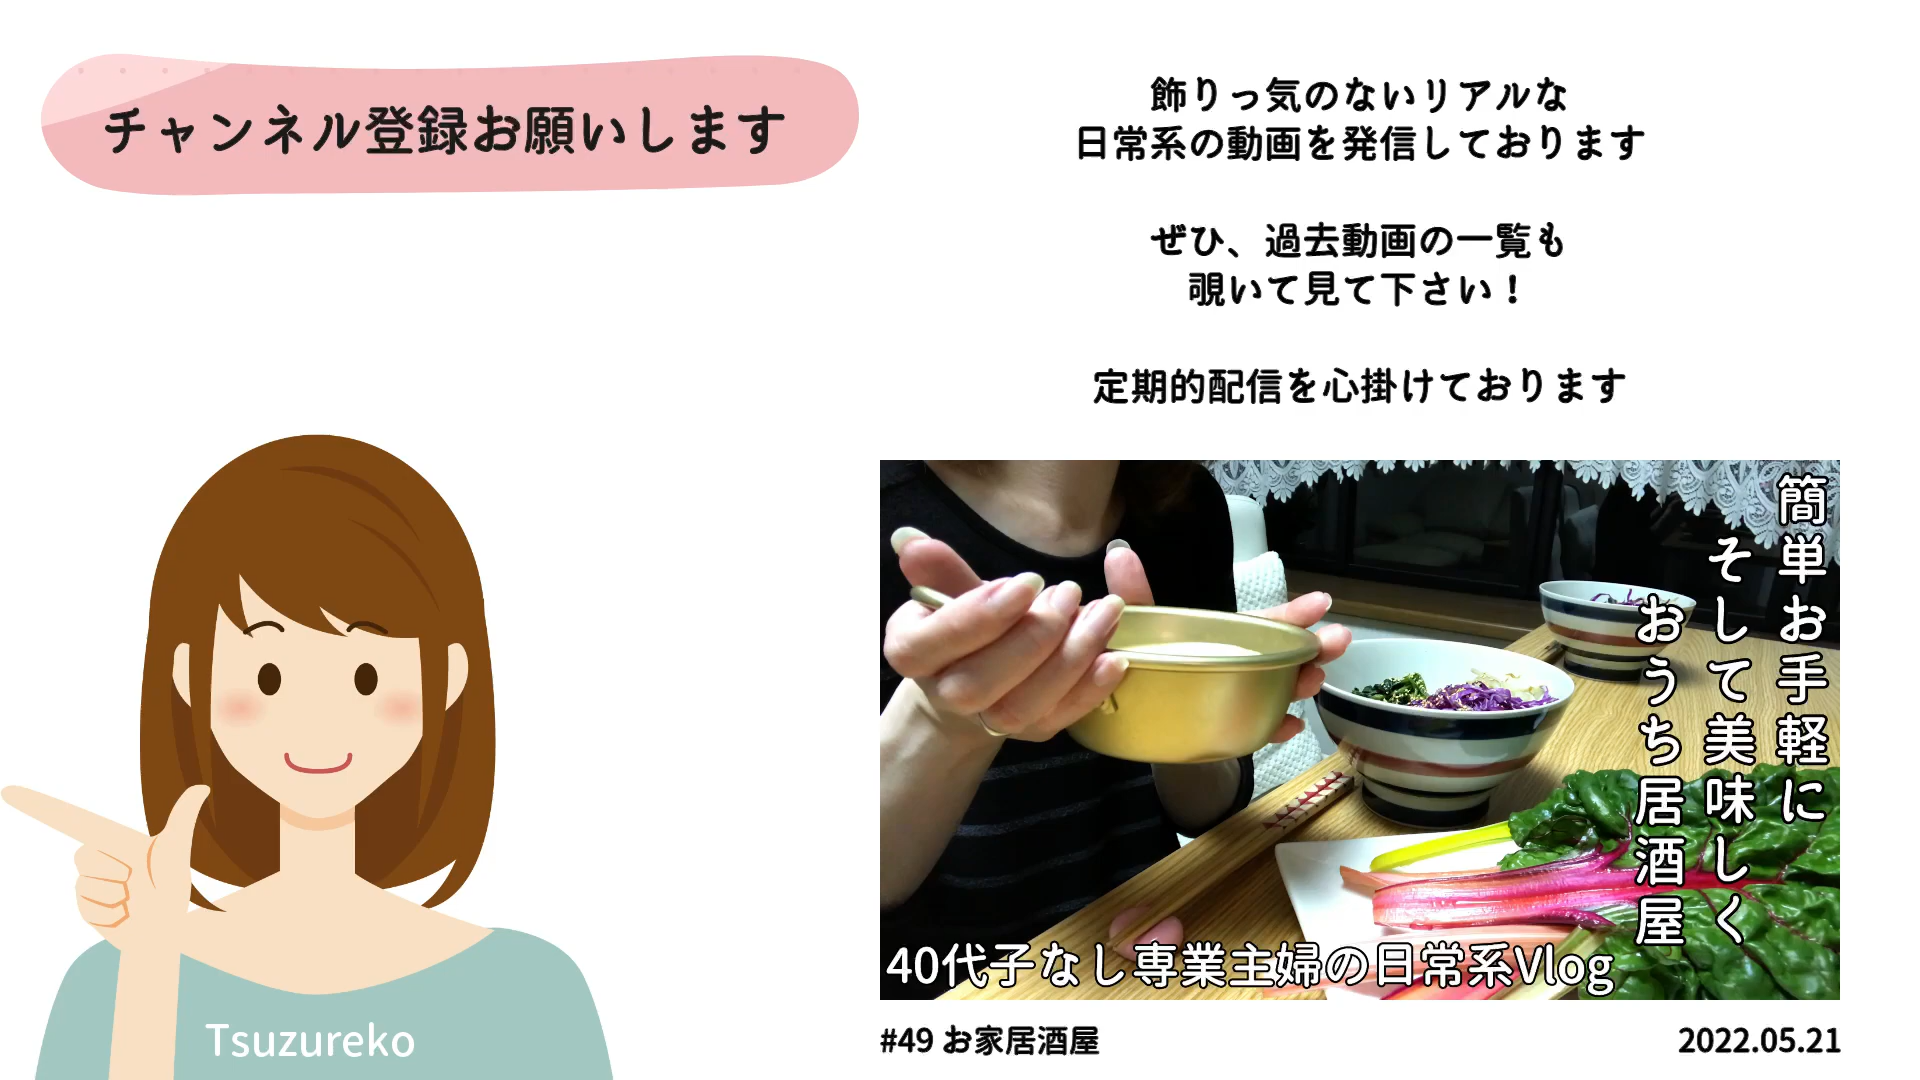 チャンネル登録お願いします
飾りっ気のないリアルな
日常系の動画を発信しております
ぜひ、過去動画の一覧も
覗いて見て下さい！
定期的配信を心掛けております
簡単お手軽に
そして美味しく
おうち居酒屋
40代子なし専業主婦の日常系Vlog
#49 お家居酒屋
2022.05.21
Tsuzureko